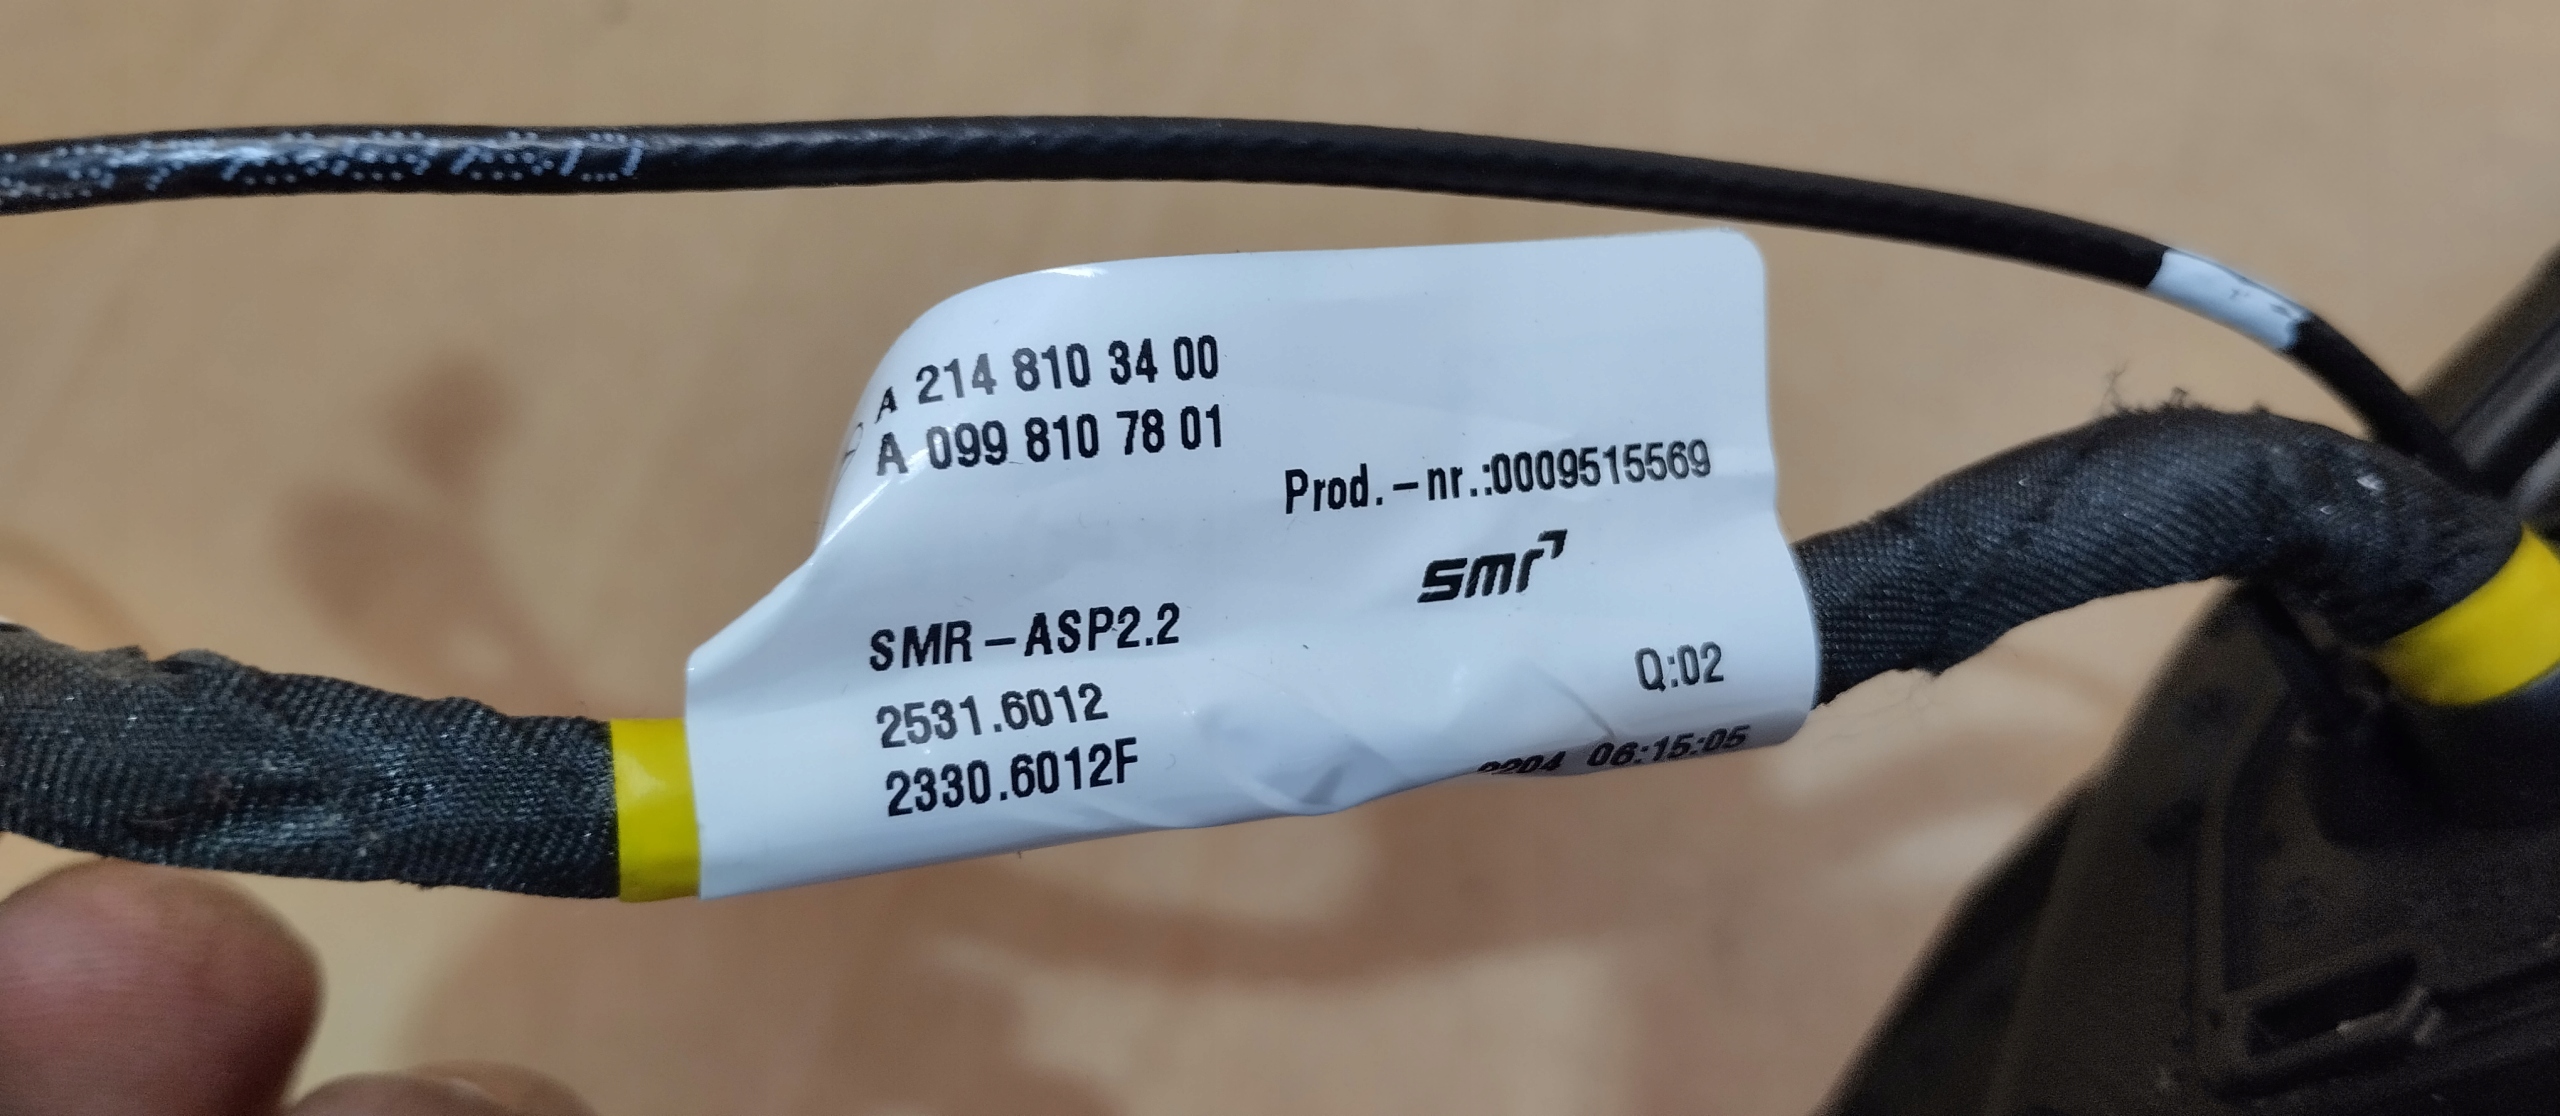 A 214 810 34 00
A 099 810 78 01
Prod.-nr.:0009515569
smr
SMR-ASP2.2
2531.6012
Q:02
2330.6012F
06:15:05